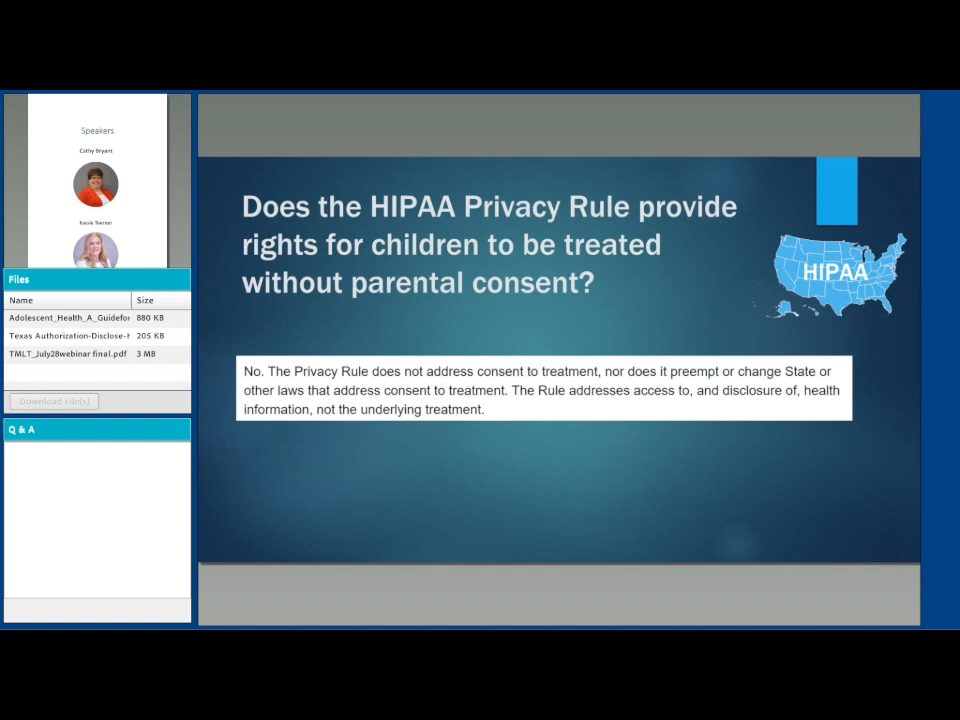 Speakers
Cathy Bryant
Kassie Toerner
Files
Name Size
Adolescent_Health_A_Guidefor 880 KB
Texas Authorization-Disclose-H 205 KB
TMLT_July28webinar final.pdf 3 MB
Download File(s)
Q & A
Does the HIPAA Privacy Rule provide
rights for children to be treated
without parental consent?
HIPAA
No. The Privacy Rule does not address consent to treatment, nor does it preempt or change State or
other laws that address consent to treatment. The Rule addresses access to, and disclosure of, health
information, not the underlying treatment.